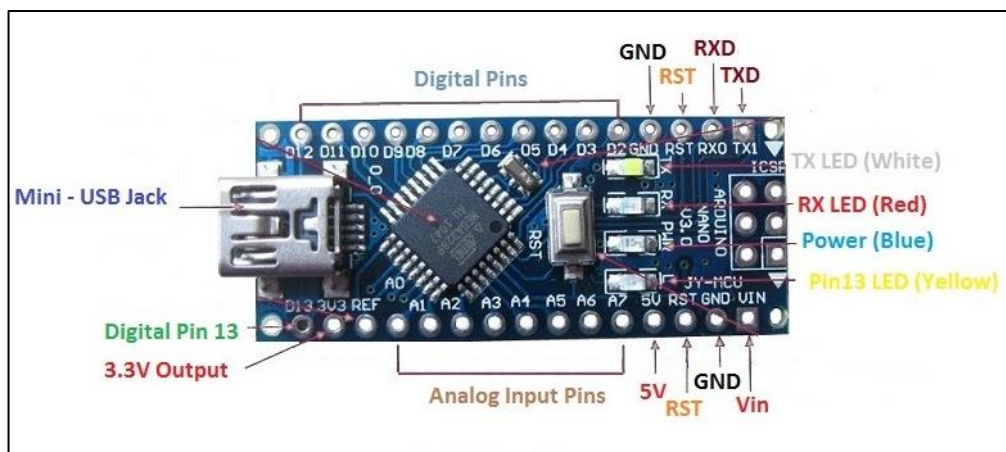 GND
RXD
RST
TXD
Digital Pins
D12 D11 D10 D9 D8 D7 D6 D5 D4 D3 D2 GND RST RX0 TX1
TX LED (White)
TX
ICSP
Mini - USB Jack
RX
RX LED (Red)
ARDUINO
NANO
V3.0
RST
PWR
Power (Blue)
L
JY-MCU
Pin13 LED (Yellow)
A0
D13 3V3 REF A1 A2 A3 A4 A5 A6 A7 5V RST GND VIN
Digital Pin 13
3.3V Output
Analog Input Pins
5V
RST
GND
Vin